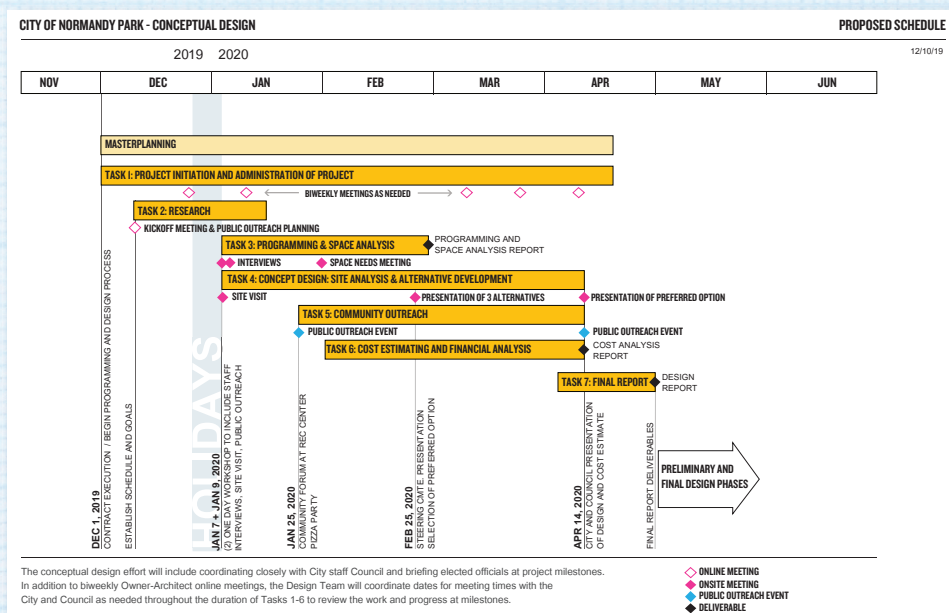 CITY OF NORMANDY PARK - CONCEPTUAL DESIGN
PROPOSED SCHEDULE
12/10/19
2019 2020
NOV DEC JAN FEB MAR APR MAY JUN
MASTERPLANNING
TASK 1: PROJECT INITIATION AND ADMINISTRATION OF PROJECT
BIWEEKLY MEETINGS AS NEEDED
TASK 2: RESEARCH
KICKOFF MEETING & PUBLIC OUTREACH PLANNING
TASK 3: PROGRAMMING & SPACE ANALYSIS
PROGRAMMING AND
SPACE ANALYSIS REPORT
INTERVIEWS
SPACE NEEDS MEETING
TASK 4: CONCEPT DESIGN: SITE ANALYSIS & ALTERNATIVE DEVELOPMENT
SITE VISIT
PRESENTATION OF 3 ALTERNATIVES
PRESENTATION OF PREFERRED OPTION
TASK 5: COMMUNITY OUTREACH
PUBLIC OUTREACH EVENT
PUBLIC OUTREACH EVENT
TASK 6: COST ESTIMATING AND FINANCIAL ANALYSIS
COST ANALYSIS
REPORT
TASK 7: FINAL REPORT
DESIGN
REPORT
HOLIDAYS
DEC 1, 2019
CONTRACT EXECUTION / BEGIN PROGRAMMING AND DESIGN PROCESS
ESTABLISH SCHEDULE AND GOALS
JAN 7 + JAN 9, 2020
(2) ONE DAY WORKSHOP TO INCLUDE STAFF
INTERVIEWS, SITE VISIT, PUBLIC OUTREACH
JAN 25, 2020
COMMUNITY FORUM AT REC CENTER
PIZZA PARTY
FEB 25, 2020
STEERING CMTE. PRESENTATION
SELECTION OF PREFERRED OPTION
APR 14, 2020
CITY AND COUNCIL PRESENTATION
OF DESIGN AND COST ESTIMATE
FINAL REPORT DELIVERABLES
PRELIMINARY AND
FINAL DESIGN PHASES
The conceptual design effort will include coordinating closely with City staff Council and briefing elected officials at project milestones.
In addition to biweekly Owner-Architect online meetings, the Design Team will coordinate dates for meeting times with the
City and Council as needed throughout the duration of Tasks 1-6 to review the work and progress at milestones.
ONLINE MEETING
ONSITE MEETING
PUBLIC OUTREACH EVENT
DELIVERABLE